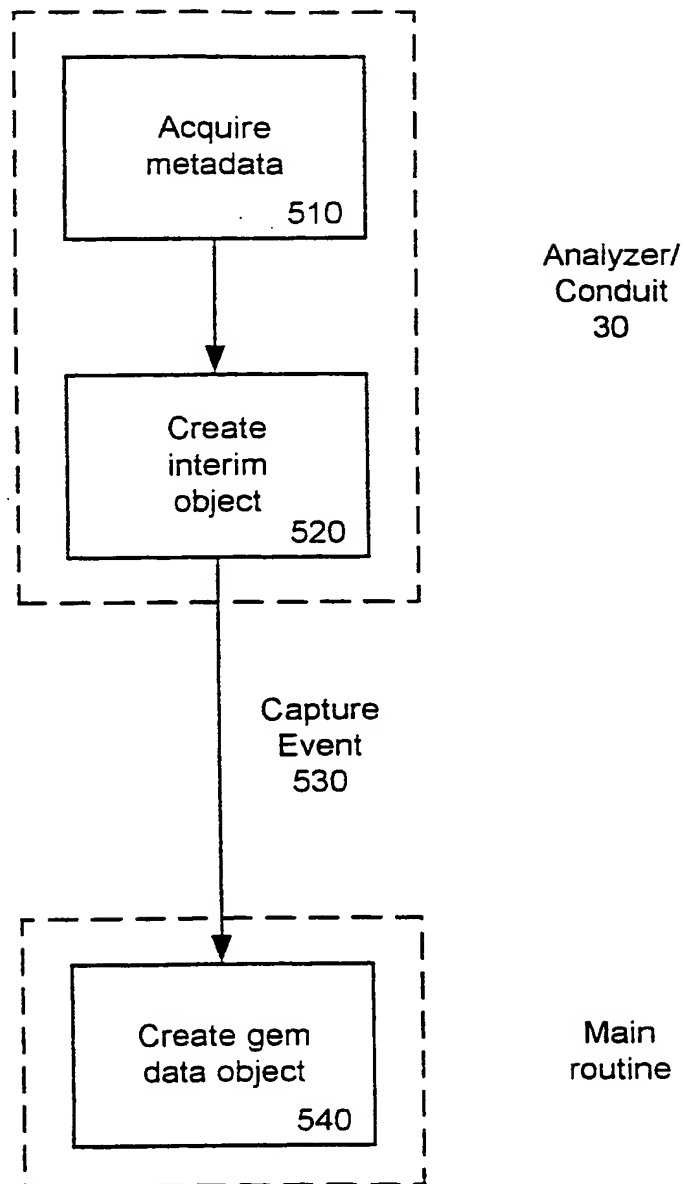 Acquire
metadata
510
Analyzer/
Conduit
30
Create
interim
object
520
Capture
Event
530
Create gem
data object
540
Main
routine